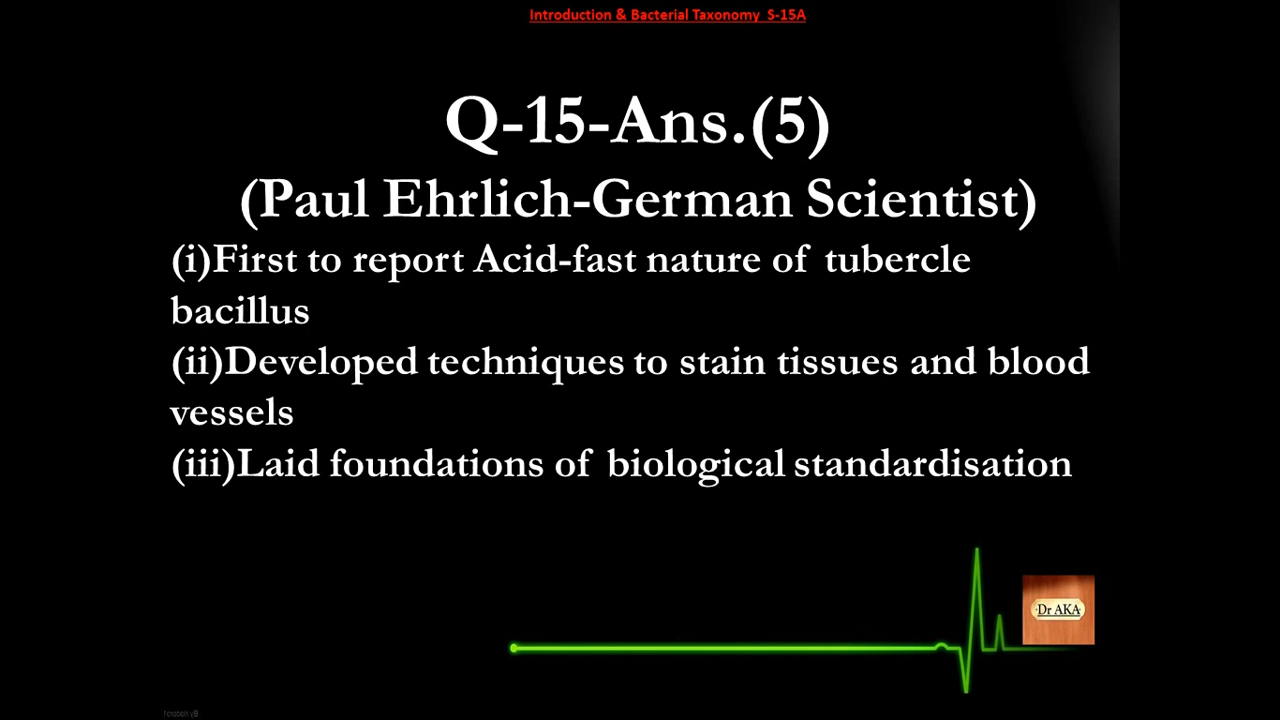 Introduction & Bacterial Taxonomy S-15A
Q-15-Ans.(5)
(Paul Ehrlich-German Scientist)
(i)First to report Acid-fast nature of tubercle
bacillus
(ii)Developed techniques to stain tissues and blood
vessels
(iii)Laid foundations of biological standardisation
Dr AKA